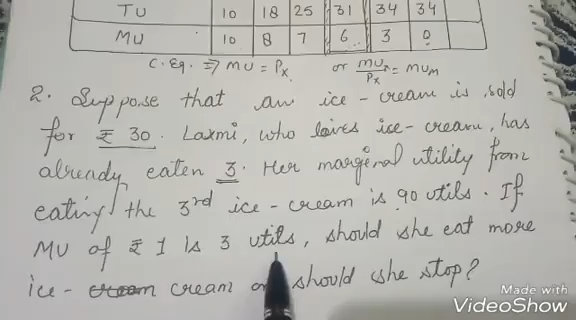 TU 10 18 25 31 34 34
MU 10 8 7 6 3 0
C. Eq. ⇒ MU = Px or MUx/Px = MUm
2. Suppose that an ice-cream is sold
for ₹ 30. Laxmi, who loves ice-cream, has
already eaten 3. Her marginal utility from
eating the 3rd ice-cream is 90 utils. If
MU of ₹ 1 is 3 utils, should she eat more
ice- cream or should she stop?
Made with
VideoShow